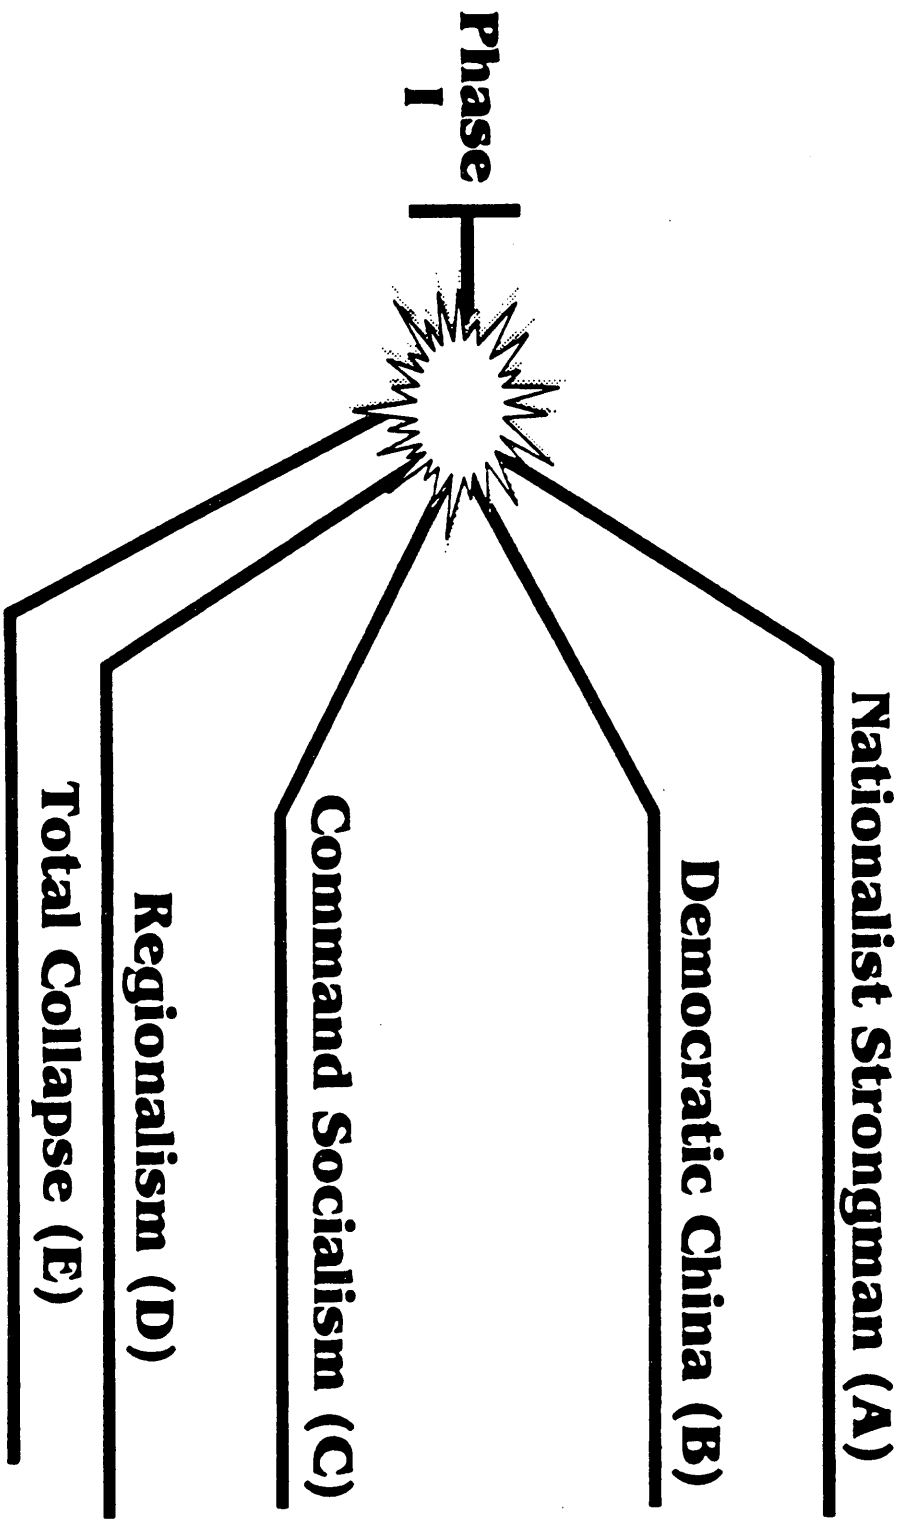 Phase
I
Nationalist Strongman (A)
Democratic China (B)
Command Socialism (C)
Regionalism (D)
Total Collapse (E)